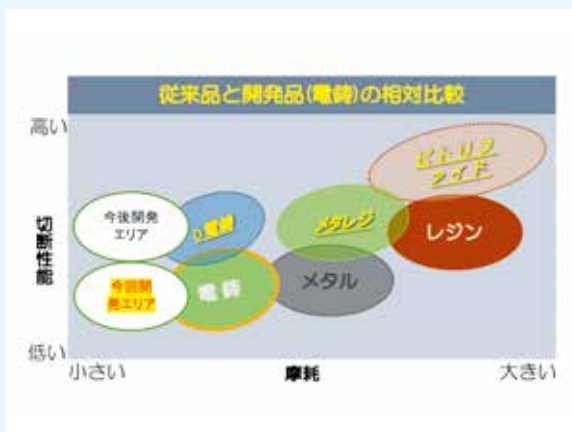 従来品と開発品(電鋳)の相対比較
高い
ビトリフ
ァイド
今後開発
エリア
D電鋳
メタレジ
レジン
能性断切
今回開
発エリア
電鋳
メタル
低い
小さい
摩耗
大きい